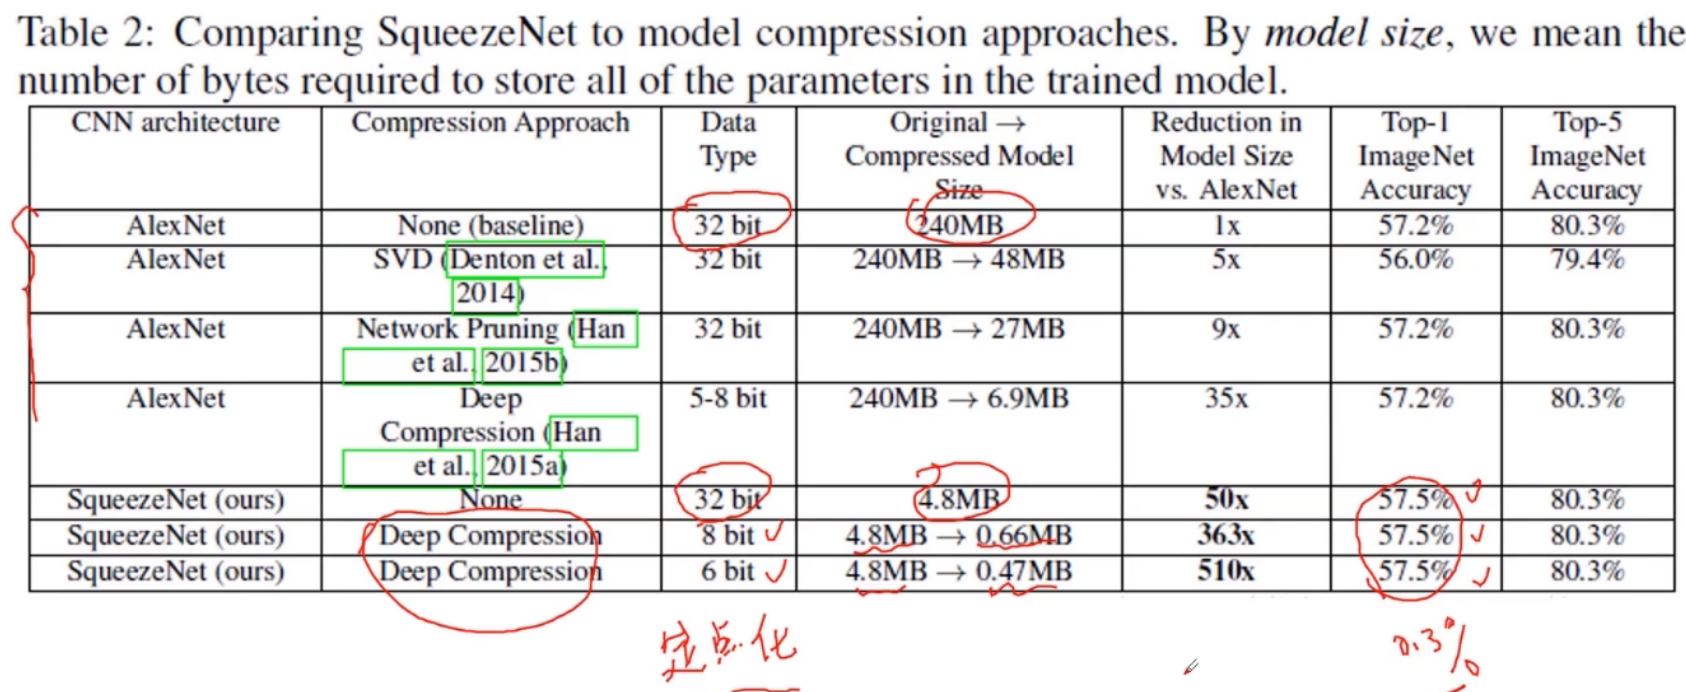 Table 2: Comparing SqueezeNet to model compression approaches. By model size, we mean the
number of bytes required to store all of the parameters in the trained model.
CNN architecture Compression Approach Data Type Original → Compressed Model Size Reduction in Model Size vs. AlexNet Top-1 ImageNet Accuracy Top-5 ImageNet Accuracy
AlexNet None (baseline) 32 bit 240MB 1x 57.2% 80.3%
AlexNet SVD (Denton et al., 2014) 32 bit 240MB → 48MB 5x 56.0% 79.4%
AlexNet Network Pruning (Han et al., 2015b) 32 bit 240MB → 27MB 9x 57.2% 80.3%
AlexNet Deep Compression (Han et al., 2015a) 5-8 bit 240MB → 6.9MB 35x 57.2% 80.3%
SqueezeNet (ours) None 32 bit 4.8MB 50x 57.5% 80.3%
SqueezeNet (ours) Deep Compression 8 bit 4.8MB → 0.66MB 363x 57.5% 80.3%
SqueezeNet (ours) Deep Compression 6 bit 4.8MB → 0.47MB 510x 57.5% 80.3%
定点化 0.3%